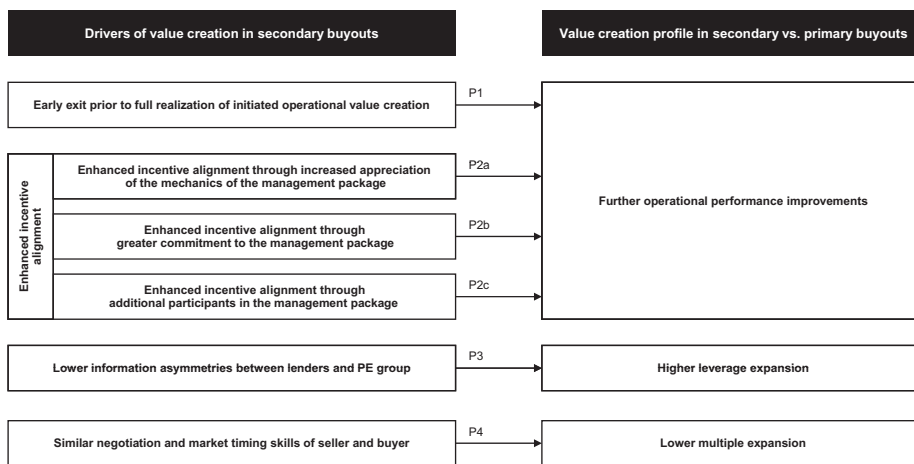 Drivers of value creation in secondary buyouts
Value creation profile in secondary vs. primary buyouts
Early exit prior to full realization of initiated operational value creation
P1
Enhanced incentive
alignment
Enhanced incentive alignment through increased appreciation
of the mechanics of the management package
P2a
Enhanced incentive alignment through
greater commitment to the management package
P2b
Enhanced incentive alignment through
additional participants in the management package
P2c
Further operational performance improvements
Lower information asymmetries between lenders and PE group
P3
Higher leverage expansion
Similar negotiation and market timing skills of seller and buyer
P4
Lower multiple expansion